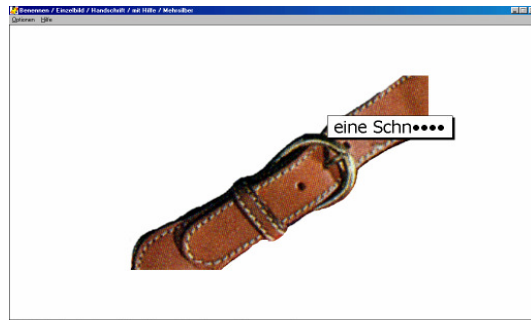 Benennen / Einzelbild / Handschrift / mit Hilfe / Mehrsilber
Optionen Hilfe
eine Schn••••